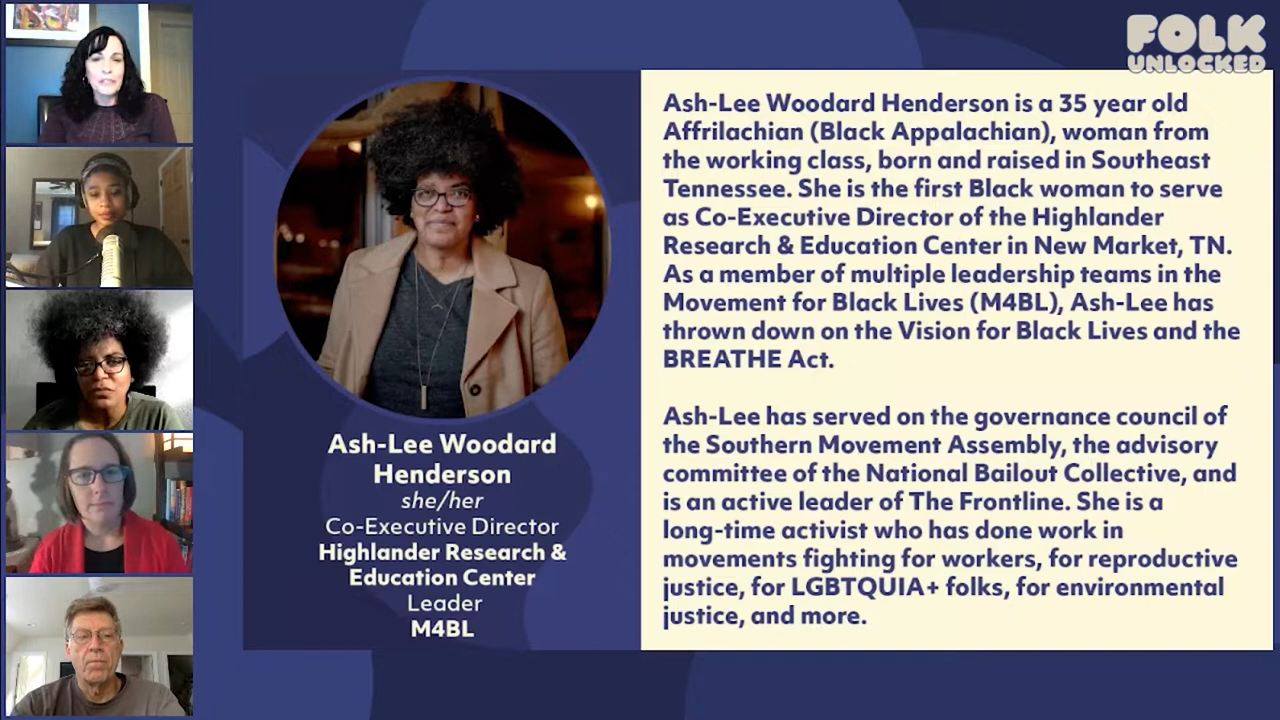 FOLK
UNLOCKED
Ash-Lee Woodard Henderson is a 35 year old
Affrilachian (Black Appalachian), woman from
the working class, born and raised in Southeast
Tennessee. She is the first Black woman to serve
as Co-Executive Director of the Highlander
Research & Education Center in New Market, TN.
As a member of multiple leadership teams in the
Movement for Black Lives (M4BL), Ash-Lee has
thrown down on the Vision for Black Lives and the
BREATHE Act.
Ash-Lee has served on the governance council of
the Southern Movement Assembly, the advisory
committee of the National Bailout Collective, and
is an active leader of The Frontline. She is a
long-time activist who has done work in
movements fighting for workers, for reproductive
justice, for LGBTQUIA+ folks, for environmental
justice, and more.
Ash-Lee Woodard
Henderson
she/her
Co-Executive Director
Highlander Research &
Education Center
Leader
M4BL